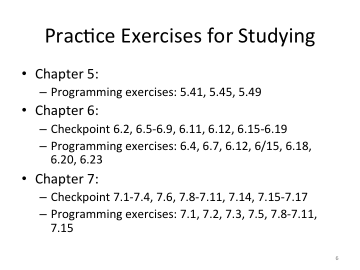 Practice Exercises for Studying
• Chapter 5:
– Programming exercises: 5.41, 5.45, 5.49
• Chapter 6:
– Checkpoint 6.2, 6.5-6.9, 6.11, 6.12, 6.15-6.19
– Programming exercises: 6.4, 6.7, 6.12, 6/15, 6.18,
6.20, 6.23
• Chapter 7:
– Checkpoint 7.1-7.4, 7.6, 7.8-7.11, 7.14, 7.15-7.17
– Programming exercises: 7.1, 7.2, 7.3, 7.5, 7.8-7.11,
7.15
6